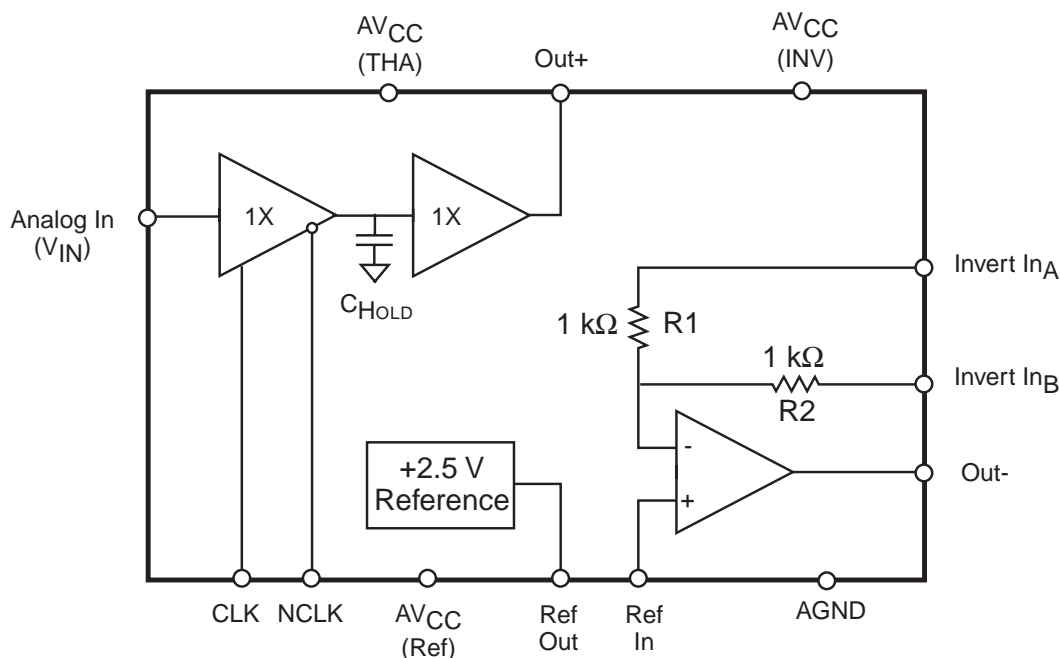 AVCC
(THA)
Out+
AVCC
(INV)
Analog In
(VIN)
1X
1X
CHOLD
Invert InA
1 kΩ
R1
1 kΩ
Invert InB
R2
-
+
Out-
+2.5 V
Reference
CLK
NCLK
AVCC
(Ref)
Ref
Out
Ref
In
AGND